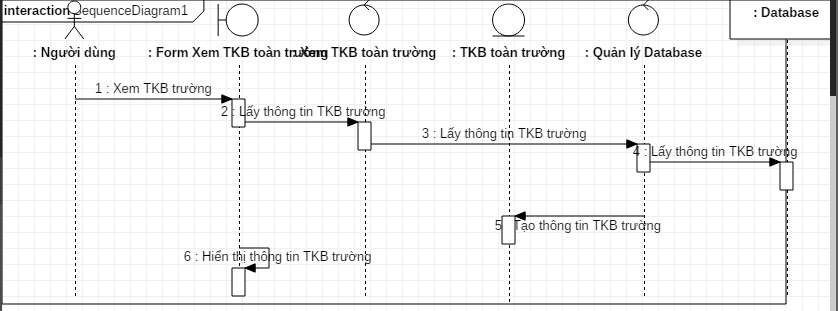 interaction SequenceDiagram1
: Người dùng
: Form Xem TKB toàn trường
: Xem TKB toàn trường
: TKB toàn trường
: Quản lý Database
: Database
1 : Xem TKB trường
2 : Lấy thông tin TKB trường
3 : Lấy thông tin TKB trường
4 : Lấy thông tin TKB trường
5 : Tạo thông tin TKB trường
6 : Hiển thị thông tin TKB trường